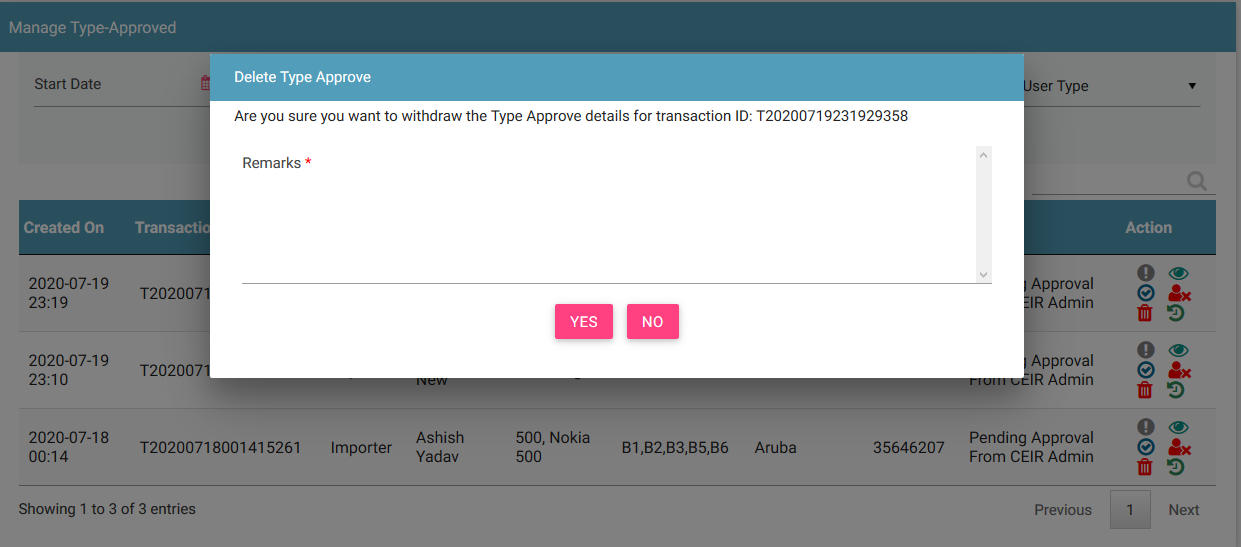 Manage Type-Approved
Delete Type Approve
Start Date
User Type
Are you sure you want to withdraw the Type Approve details for transaction ID: T20200719231929358
Remarks *
YES NO
Created On Action
2020-07-19
23:19
Approval
CEIR Admin
2020-07-19
23:10
New
Approval
From CEIR Admin
2020-07-18
00:14
T20200718001415261
Importer
Ashish
Yadav
500, Nokia
500
B1,B2,B3,B5,B6
Aruba
35646207
Pending Approval
From CEIR Admin
Showing 1 to 3 of 3 entries
Previous 1 Next